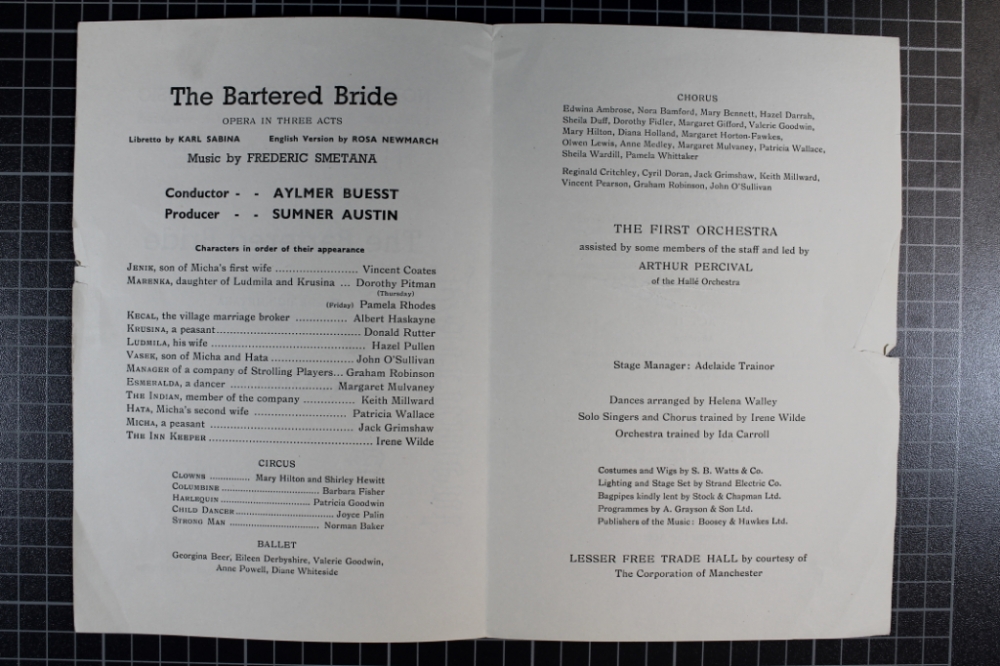 The Bartered Bride
OPERA IN THREE ACTS
Libretto by KARL SABINA English Version by ROSA NEWMARCH
Music by FREDERIC SMETANA
Conductor - - AYLMER BUESST
Producer - - SUMNER AUSTIN
Characters in order of their appearance
JENIK, son of Micha's first wife ........................ Vincent Coates
MARENKA, daughter of Ludmila and Krusina ... Dorothy Pitman
(Thursday)
(Friday) Pamela Rhodes
KECAL, the village marriage broker ............... Albert Haskayne
KRUSINA, a peasant.......................................... Donald Rutter
LUDMILA, his wife ............................................. Hazel Pullen
VASEK, son of Micha and Hata ........................ John O'Sullivan
MANAGER of a company of Strolling Players... Graham Robinson
ESMERALDA, a dancer .............................. Margaret Mulvaney
THE INDIAN, member of the company ............... Keith Millward
HATA, Micha's second wife ........................... Patricia Wallace
MICHA, a peasant .......................................... Jack Grimshaw
THE INN KEEPER ................................................ Irene Wilde
CIRCUS
CLOWNS ............ Mary Hilton and Shirley Hewitt
COLUMBINE .............................. Barbara Fisher
HARLEQUIN .................................... Patricia Goodwin
CHILD DANCER....................................... Joyce Palin
STRONG MAN ........................... Norman Baker
BALLET
Georgina Beer, Eileen Derbyshire, Valerie Goodwin,
Anne Powell, Diane Whiteside
CHORUS
Edwina Ambrose, Nora Bamford, Mary Bennett, Hazel Darrah,
Sheila Duff, Dorothy Fidler, Margaret Gifford, Valerie Goodwin,
Mary Hilton, Diana Holland, Margaret Horton-Fawkes,
Olwen Lewis, Anne Medley, Margaret Mulvaney, Patricia Wallace,
Sheila Wardill, Pamela Whittaker
Reginald Critchley, Cyril Doran, Jack Grimshaw, Keith Millward,
Vincent Pearson, Graham Robinson, John O'Sullivan
THE FIRST ORCHESTRA
assisted by some members of the staff and led by
ARTHUR PERCIVAL
of the Hallé Orchestra
Stage Manager: Adelaide Trainor
Dances arranged by Helena Walley
Solo Singers and Chorus trained by Irene Wilde
Orchestra trained by Ida Carroll
Costumes and Wigs by S. B. Watts & Co.
Lighting and Stage Set by Strand Electric Co.
Bagpipes kindly lent by Stock & Chapman Ltd.
Programmes by A. Grayson & Son Ltd.
Publishers of the Music: Boosey & Hawkes Ltd.
LESSER FREE TRADE HALL by courtesy of
The Corporation of Manchester